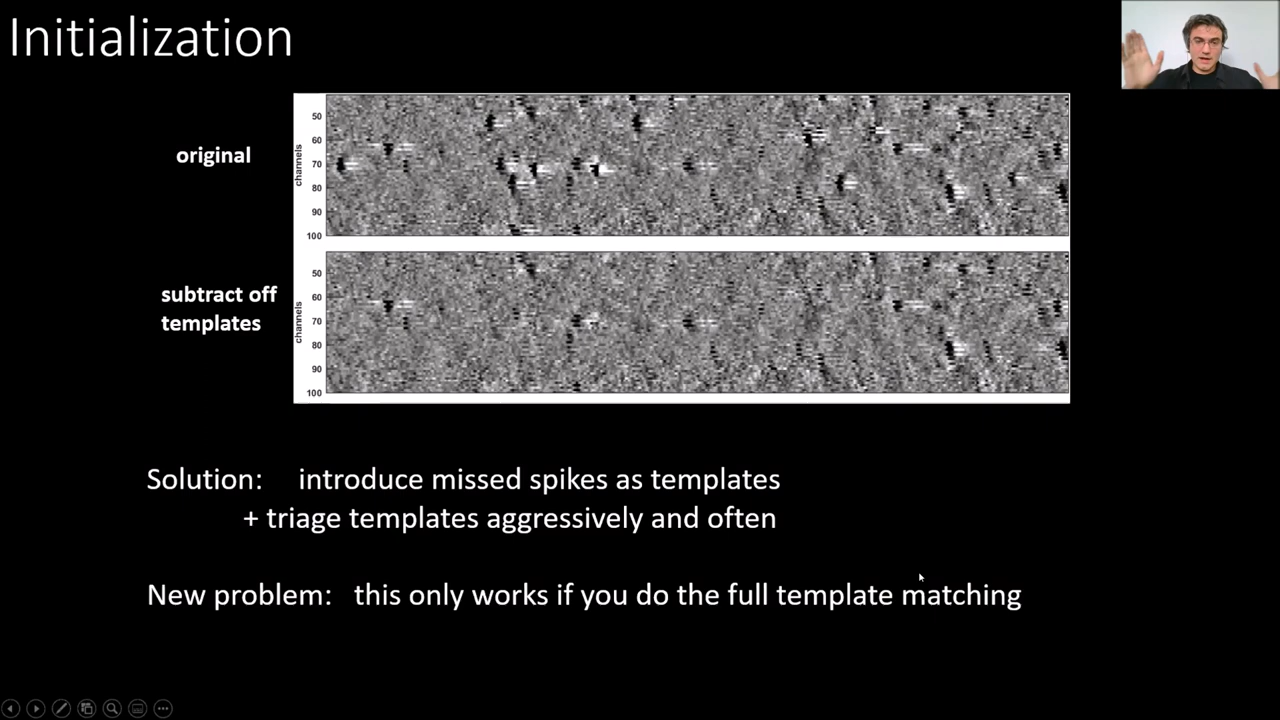 Initialization
original
channels
50
60
70
80
90
100
subtract off
templates
channels
50
60
70
80
90
100
Solution: introduce missed spikes as templates
+ triage templates aggressively and often
New problem: this only works if you do the full template matching